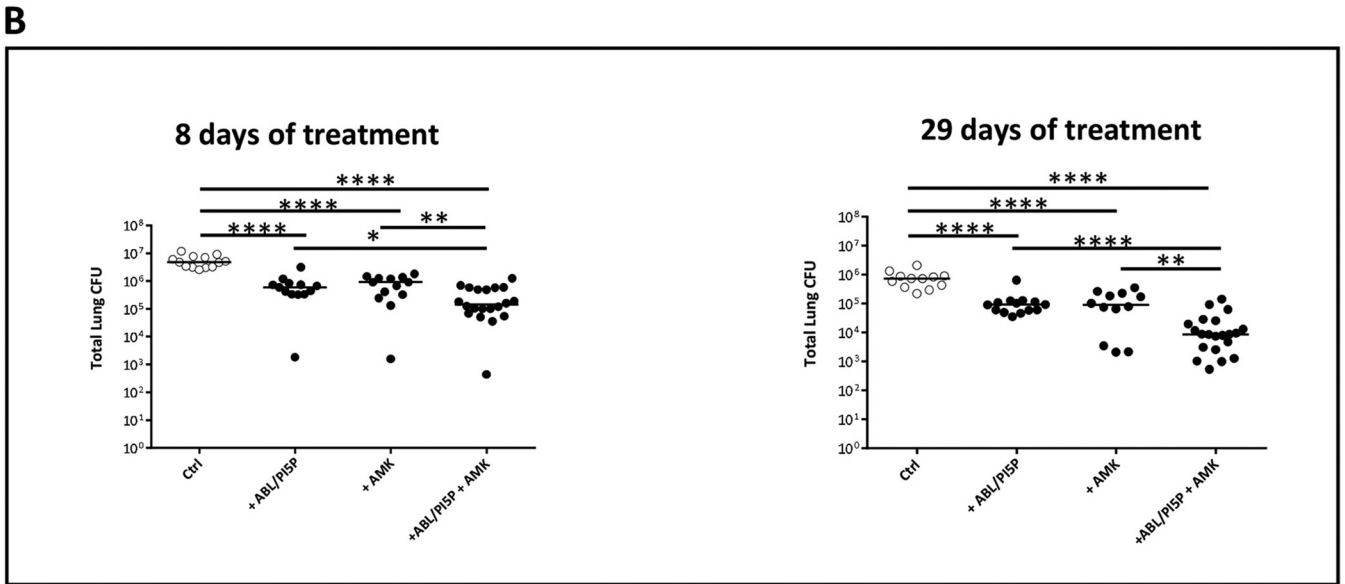 B
8 days of treatment
****
****
**
****
*
Total Lung CFU
10⁸
10⁷
10⁶
10⁵
10⁴
10³
10²
10¹
10⁰
Ctrl
+ ABL/PI5P
+ AMK
+ABL/PI5P + AMK
29 days of treatment
****
****
****
****
**
Total Lung CFU
10⁸
10⁷
10⁶
10⁵
10⁴
10³
10²
10¹
10⁰
Ctrl
+ ABL/PI5P
+ AMK
+ABL/PI5P + AMK